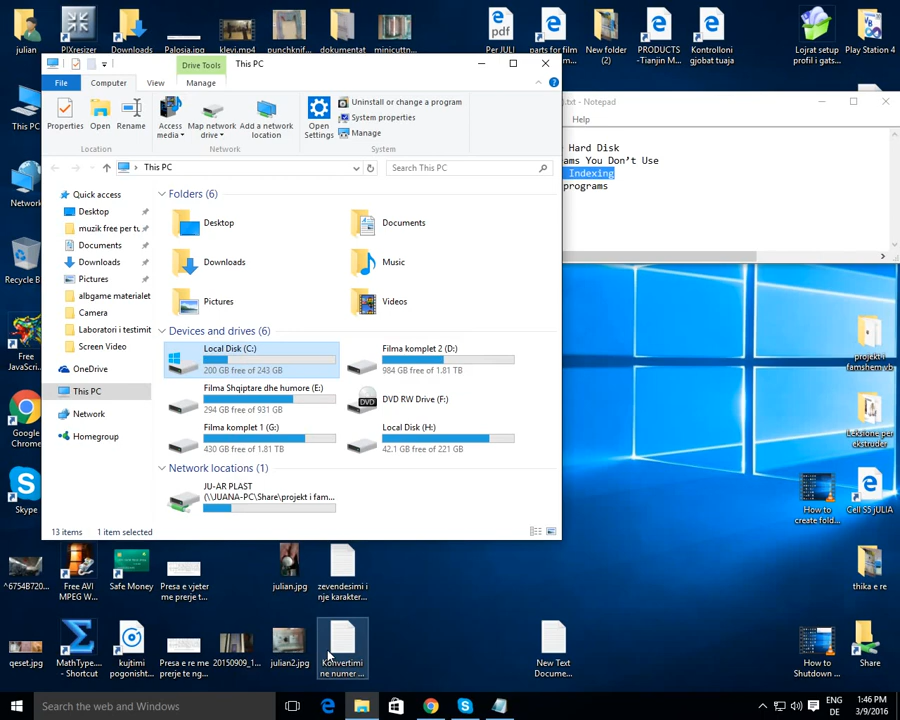 julian
PIXresizer
Downloads
Palosja.jpg
klevi.mp4
punchknif...
dokumentat
minicuttn...
Per JULI
parts for film
...
New folder
(2)
PRODUCTS
-Tianjin M...
Kontrolloni
gjobat tuaja
Lojrat setup
profil i gats...
Play Station 4
This PC
Network
Recycle B
Free
JavaScri...
Google
Chrome
Skype
Drive Tools
This PC
File
Computer
View
Manage
Properties
Open
Rename
Access
media
Map network
drive
Add a network
location
Open
Settings
Uninstall or change a program
System properties
Manage
Location
Network
System
This PC
Search This PC
Quick access
Desktop
muzik free per tu
Documents
Downloads
Pictures
albgame materialet
Camera
Laboratori i testimit
Screen Video
OneDrive
This PC
Network
Homegroup
Folders (6)
Desktop
Documents
Downloads
Music
Pictures
Videos
Devices and drives (6)
Local Disk (C:)
200 GB free of 243 GB
Filma komplet 2 (D:)
984 GB free of 1.81 TB
Filma Shqiptare dhe humore (E:)
294 GB free of 931 GB
DVD RW Drive (F:)
Filma komplet 1 (G:)
430 GB free of 1.81 TB
Local Disk (H:)
42.1 GB free of 221 GB
Network locations (1)
JU-AR PLAST
(\\JUANA-PC\Share\projekt i fam...
13 items
1 item selected
.txt - Notepad
Help
Hard Disk
ams You Don't Use
Indexing
programs
projekt i
famshem vb
Leksione per
ekstruder
How to
create fold...
Cell S5 jULIA
^6754B720...
Free AVI
MPEG W...
Safe Money
Presa e vjeter
me prerje t...
julian.jpg
zevendesimi i
nje karakter...
thika e re
qeset.jpg
MathType...
- Shortcut
kujtimi
pogonisht...
Presa e re me
prerje te ng...
20150909_1...
julian2.jpg
Konvertimi
ne numer ...
New Text
Docume...
How to
Shutdown ...
Share
Search the web and Windows
ENG
DE
1:46 PM
3/9/2016